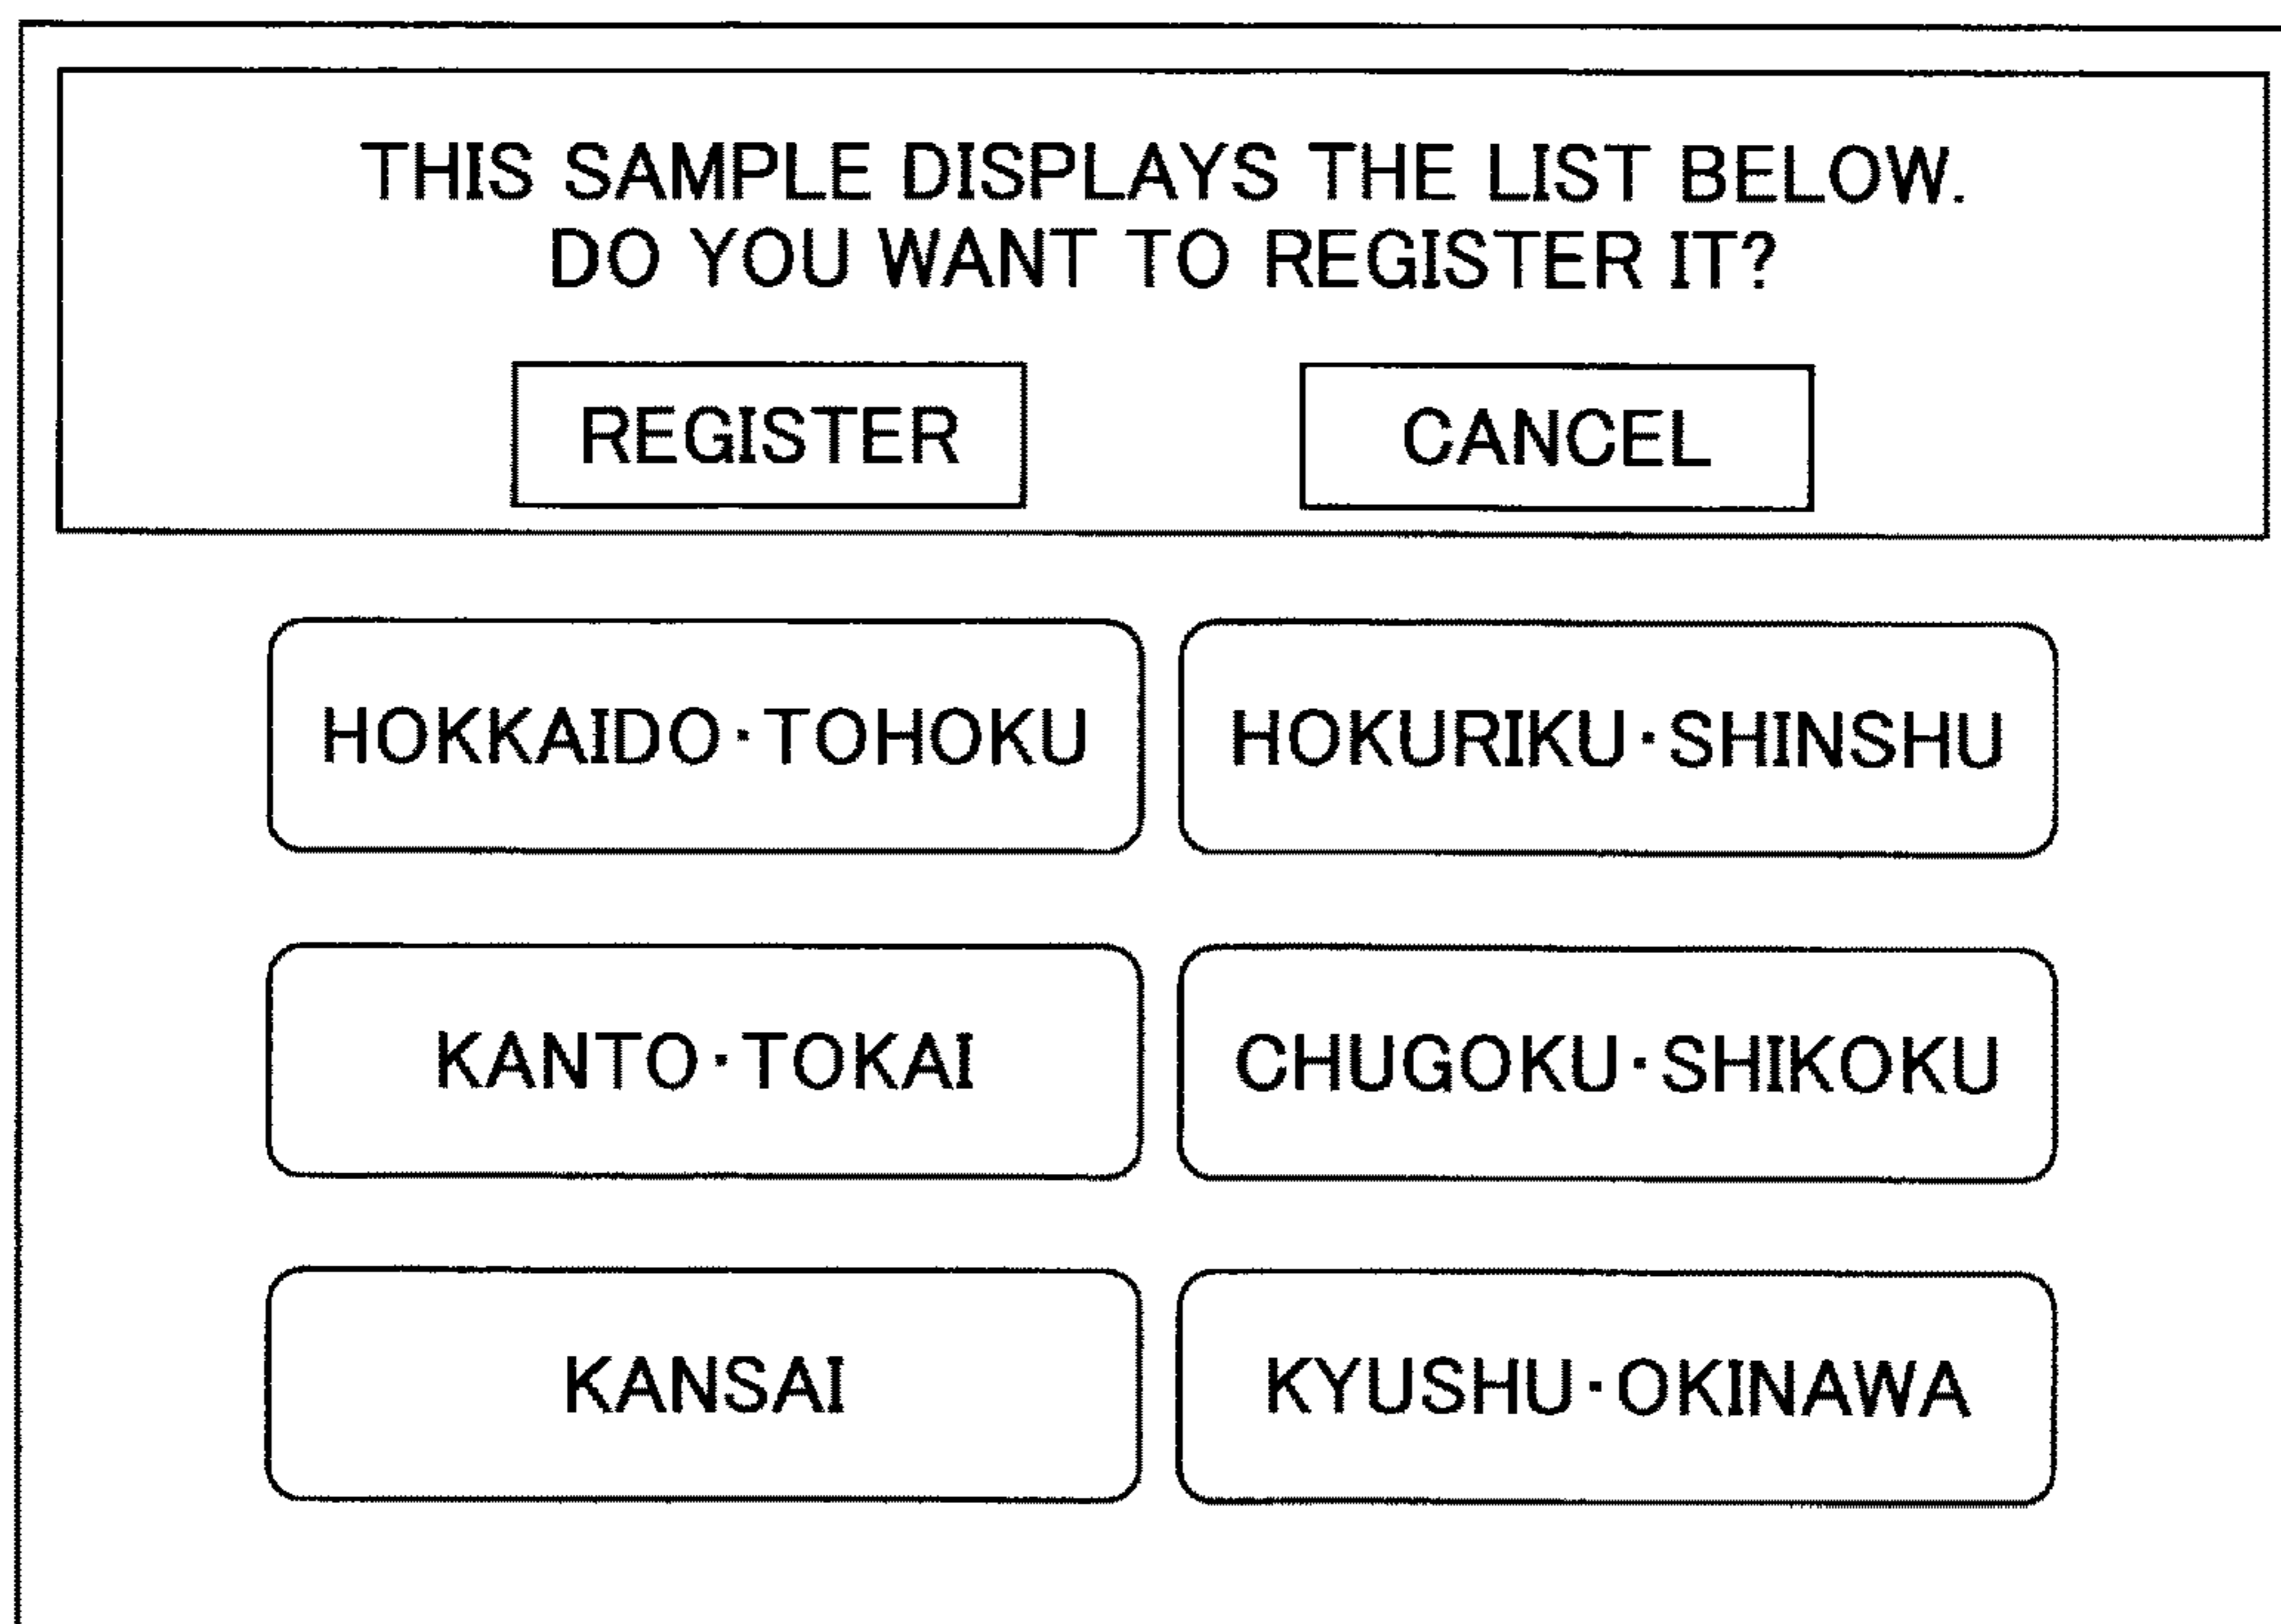 THIS SAMPLE DISPLAYS THE LIST BELOW.
DO YOU WANT TO REGISTER IT?
REGISTER
CANCEL
HOKKAIDO･TOHOKU
HOKURIKU･SHINSHU
KANTO･TOKAI
CHUGOKU･SHIKOKU
KANSAI
KYUSHU･OKINAWA